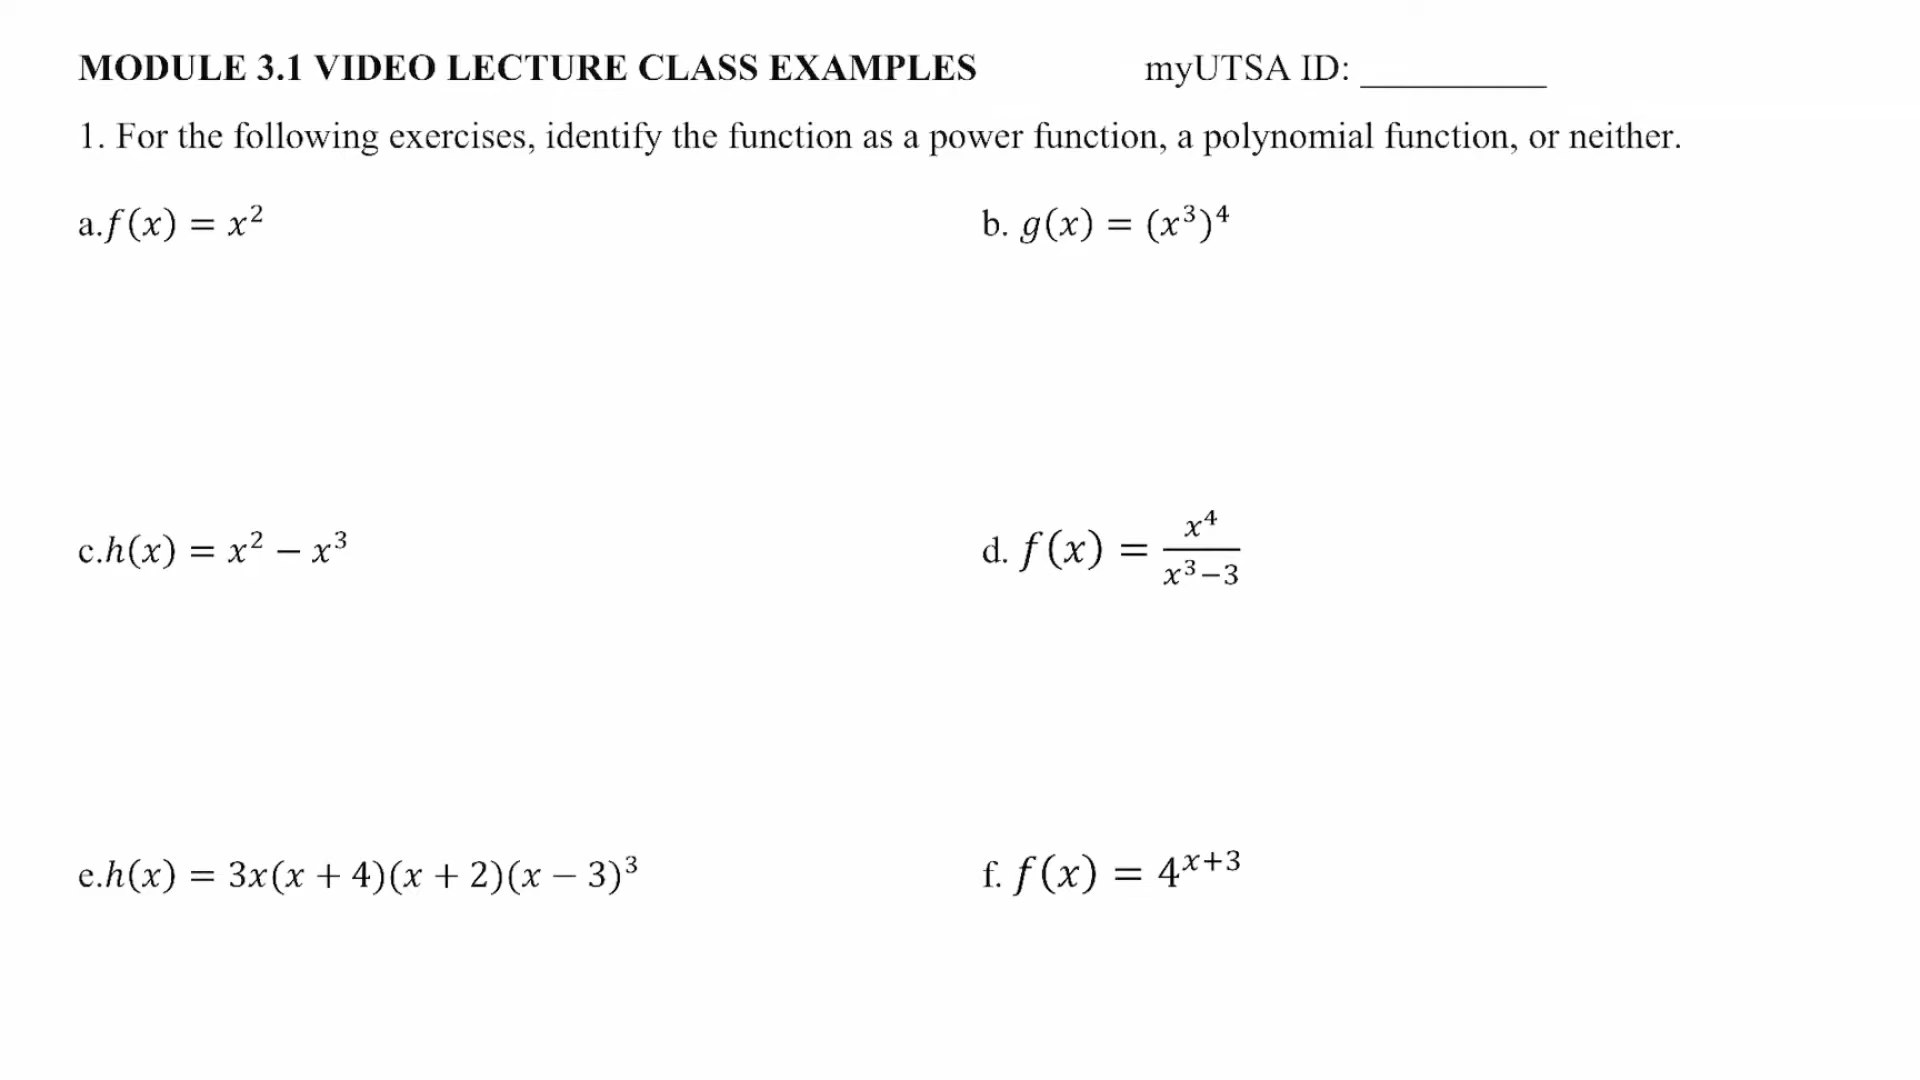 MODULE 3.1 VIDEO LECTURE CLASS EXAMPLES myUTSA ID: __________
1. For the following exercises, identify the function as a power function, a polynomial function, or neither.
a.f(x) = x² b. g(x) = (x³)⁴
c.h(x) = x² − x³ d. f(x) = x⁴/(x³−3)
e.h(x) = 3x(x + 4)(x + 2)(x − 3)³ f. f(x) = 4ˣ⁺³